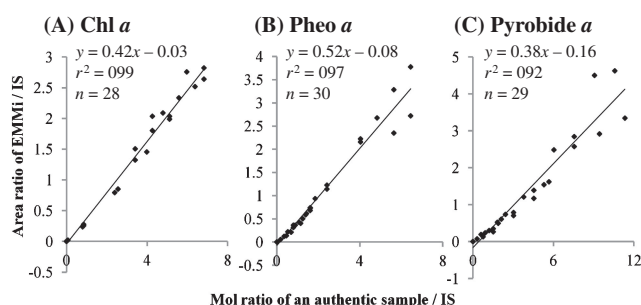 (A) Chl a
y = 0.42x – 0.03
r² = 099
n = 28
3
2.5
2
1.5
1
0.5
0
-0.5
0 4 8
(B) Pheo a
y = 0.52x – 0.08
r² = 097
n = 30
4
3.5
3
2.5
2
1.5
1
0.5
0
-0.5
0 4 8
(C) Pyrobide a
y = 0.38x – 0.16
r² = 092
n = 29
5
4
3
2
1
0
-1
0 6 12
Area ratio of EMMi / IS
Mol ratio of an authentic sample / IS